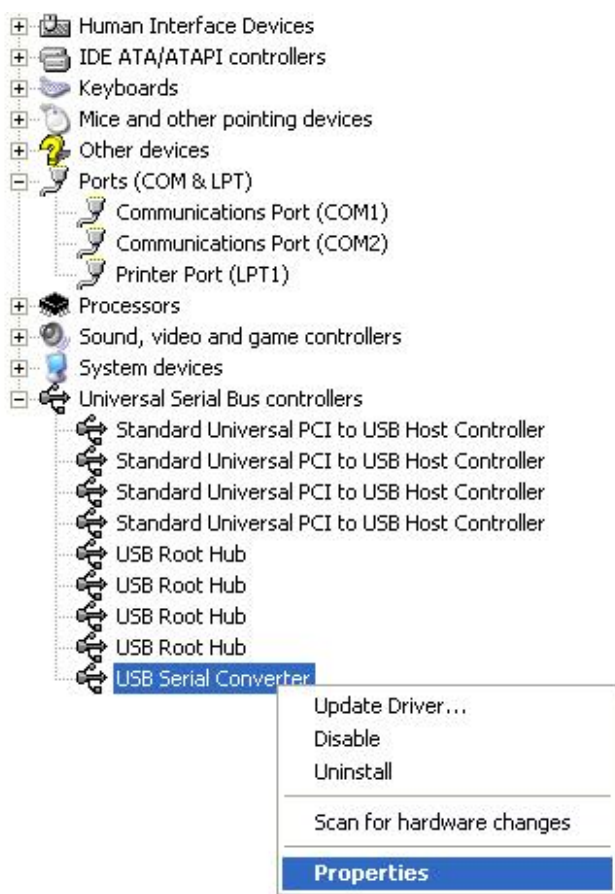 Human Interface Devices
IDE ATA/ATAPI controllers
Keyboards
Mice and other pointing devices
Other devices
Ports (COM & LPT)
Communications Port (COM1)
Communications Port (COM2)
Printer Port (LPT1)
Processors
Sound, video and game controllers
System devices
Universal Serial Bus controllers
Standard Universal PCI to USB Host Controller
Standard Universal PCI to USB Host Controller
Standard Universal PCI to USB Host Controller
Standard Universal PCI to USB Host Controller
USB Root Hub
USB Root Hub
USB Root Hub
USB Root Hub
USB Serial Converter
Update Driver...
Disable
Uninstall
Scan for hardware changes
Properties